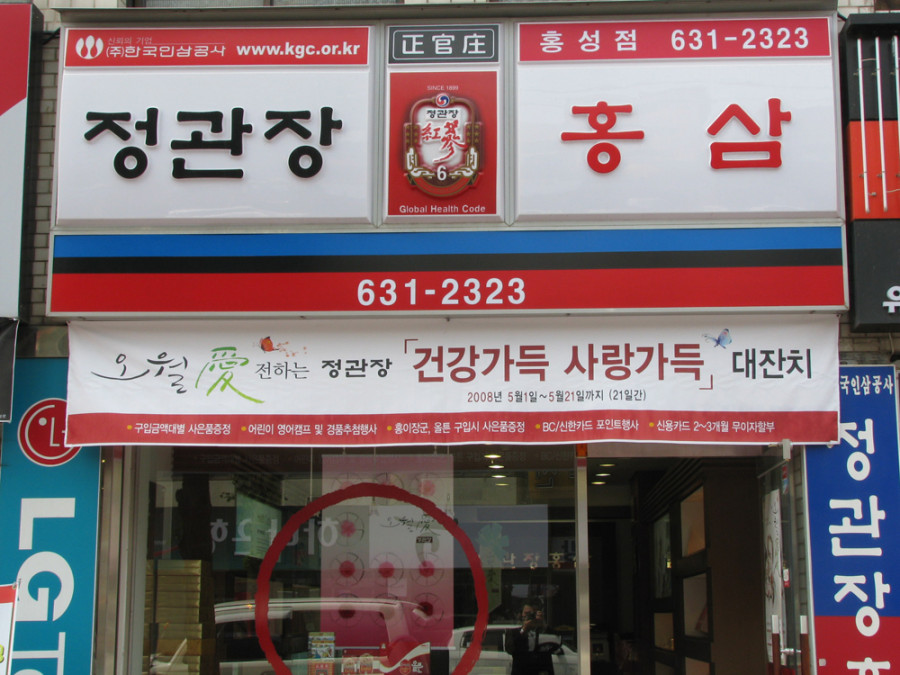 신뢰의 기업
(주)한국인삼공사 www.kgc.or.kr
正官庄
홍성점 631-2323
정관장
SINCE 1899
정관장
紅蔘
6
Global Health Code
홍삼
631-2323
오월 愛 전하는 정관장 「건강가득 사랑가득」 대잔치
2008년 5월1일~5월21일까지 (21일간)
구입금액대별 사은품증정 어린이 영어캠프 및 경품추첨행사 홍이장군, 올튼 구입시 사은품증정 BC/신한카드 포인트행사 신용카드 2~3개월 무이자할부
LG
LG
국인삼공사
정관장